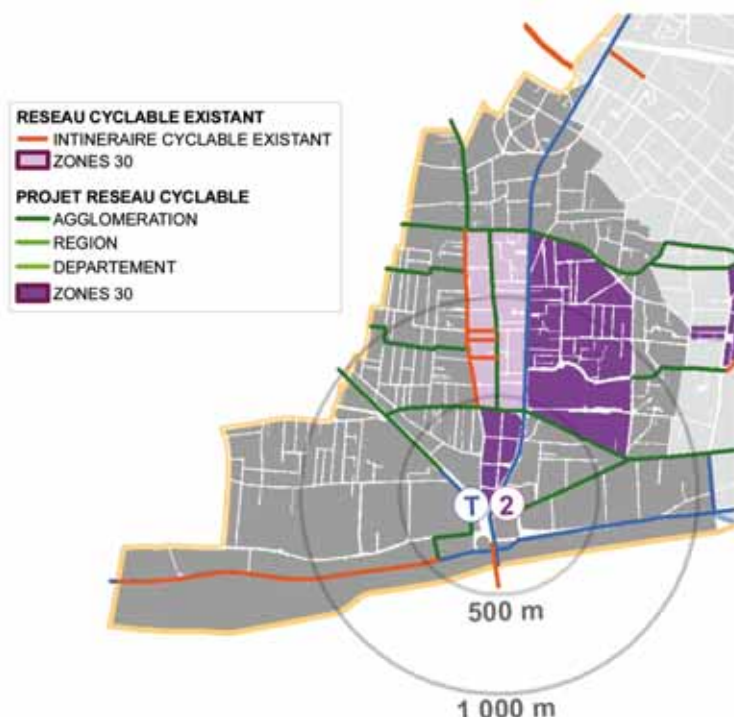 RESEAU CYCLABLE EXISTANT
INTINERAIRE CYCLABLE EXISTANT
ZONES 30
PROJET RESEAU CYCLABLE
AGGLOMERATION
REGION
DEPARTEMENT
ZONES 30
T 2
500 m
1 000 m